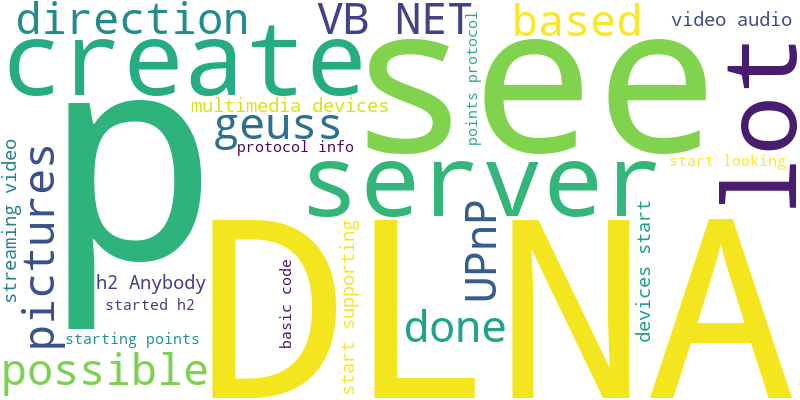 direction
VB NET
based
video audio
create
see
lot
p
multimedia devices
geuss
points protocol
protocol info
start looking
server
streaming video
pictures
DLNA
UPnP
devices start
h2 Anybody
started h2
basic code
start supporting
done
starting points
possible